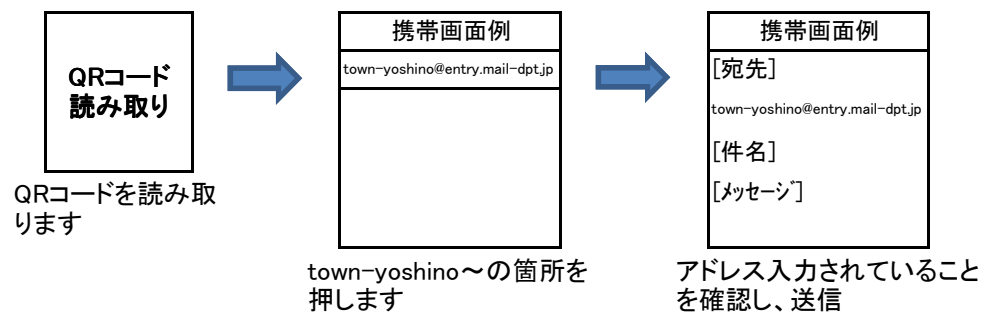 QRコード
読み取り
QRコードを読み取
ります
携帯画面例
town-yoshino@entry.mail-dpt.jp
town-yoshino～の箇所を
押します
携帯画面例
[宛先]
town-yoshino@entry.mail-dpt.jp
[件名]
[ﾒｯｾｰｼﾞ]
アドレス入力されていること
を確認し、送信